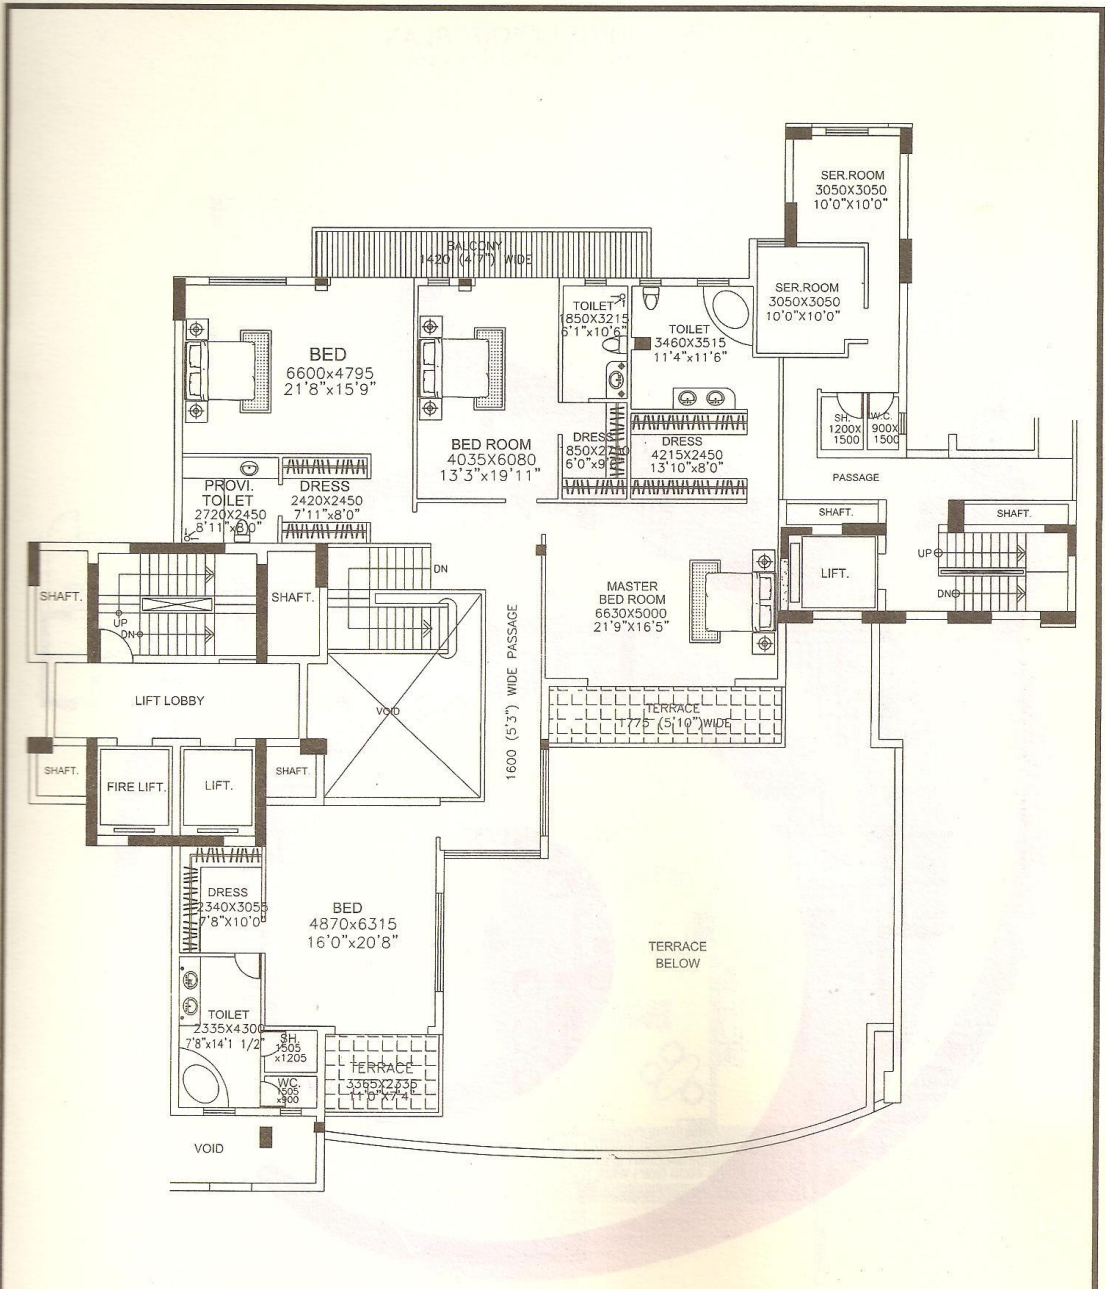 SER.ROOM
3050X3050
10'0"X10'0"
BALCONY
1420 (4'7") WIDE
SER.ROOM
3050X3050
10'0"X10'0"
TOILET
1850X3215
6'1"x10'6"
TOILET
3460X3515
11'4"x11'6"
BED
6600x4795
21'8"x15'9"
BED ROOM
4035X6080
13'3"x19'11"
DRESS
6'0"x9'
DRESS
4215X2450
13'10"x8'0"
SH.
1200X
1500
W.C.
900X
1500
PASSAGE
PROVI.
TOILET
2720X2450
8'11"x8'0"
DRESS
2420X2450
7'11"x8'0"
SHAFT.
SHAFT.
UP
LIFT.
DN
MASTER
BED ROOM
6630X5000
21'9"X16'5"
DN
SHAFT.
SHAFT.
UP
DN
1600 (5'3") WIDE PASSAGE
LIFT LOBBY
VOID
TERRACE
1775 (5'10")WIDE
SHAFT.
FIRE LIFT.
LIFT.
SHAFT.
DRESS
2340X3055
7'8"X10'0
BED
4870x6315
16'0"x20'8"
TERRACE
BELOW
TOILET
2335X4300
7'8"x14'1 1/2"
SH.
1505
x1205
WC.
1505
x900
TERRACE
3365X2335
11'0"X7'4"
VOID